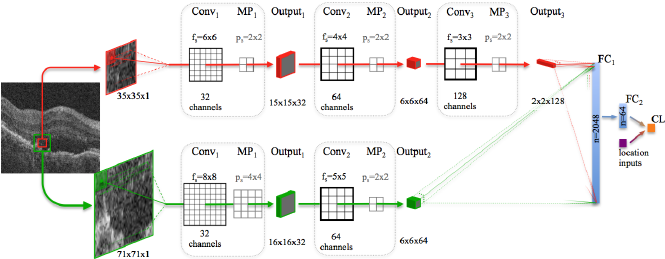 Conv₁ MP₁ Output₁ Conv₂ MP₂ Output₂ Conv₃ MP₃ Output₃
fₛ=6x6 pₛ=2x2 fₛ=4x4 pₛ=2x2 fₛ=3x3 pₛ=2x2
FC₁
35x35x1 32 channels 15x15x32 64 channels 6x6x64 128 channels 2x2x128
FC₂
CL
n=2048
n=64
location inputs
Conv₁ MP₁ Output₁ Conv₂ MP₂ Output₂
fₛ=8x8 pₛ=4x4 fₛ=5x5 pₛ=2x2
71x71x1 32 channels 16x16x32 64 channels 6x6x64